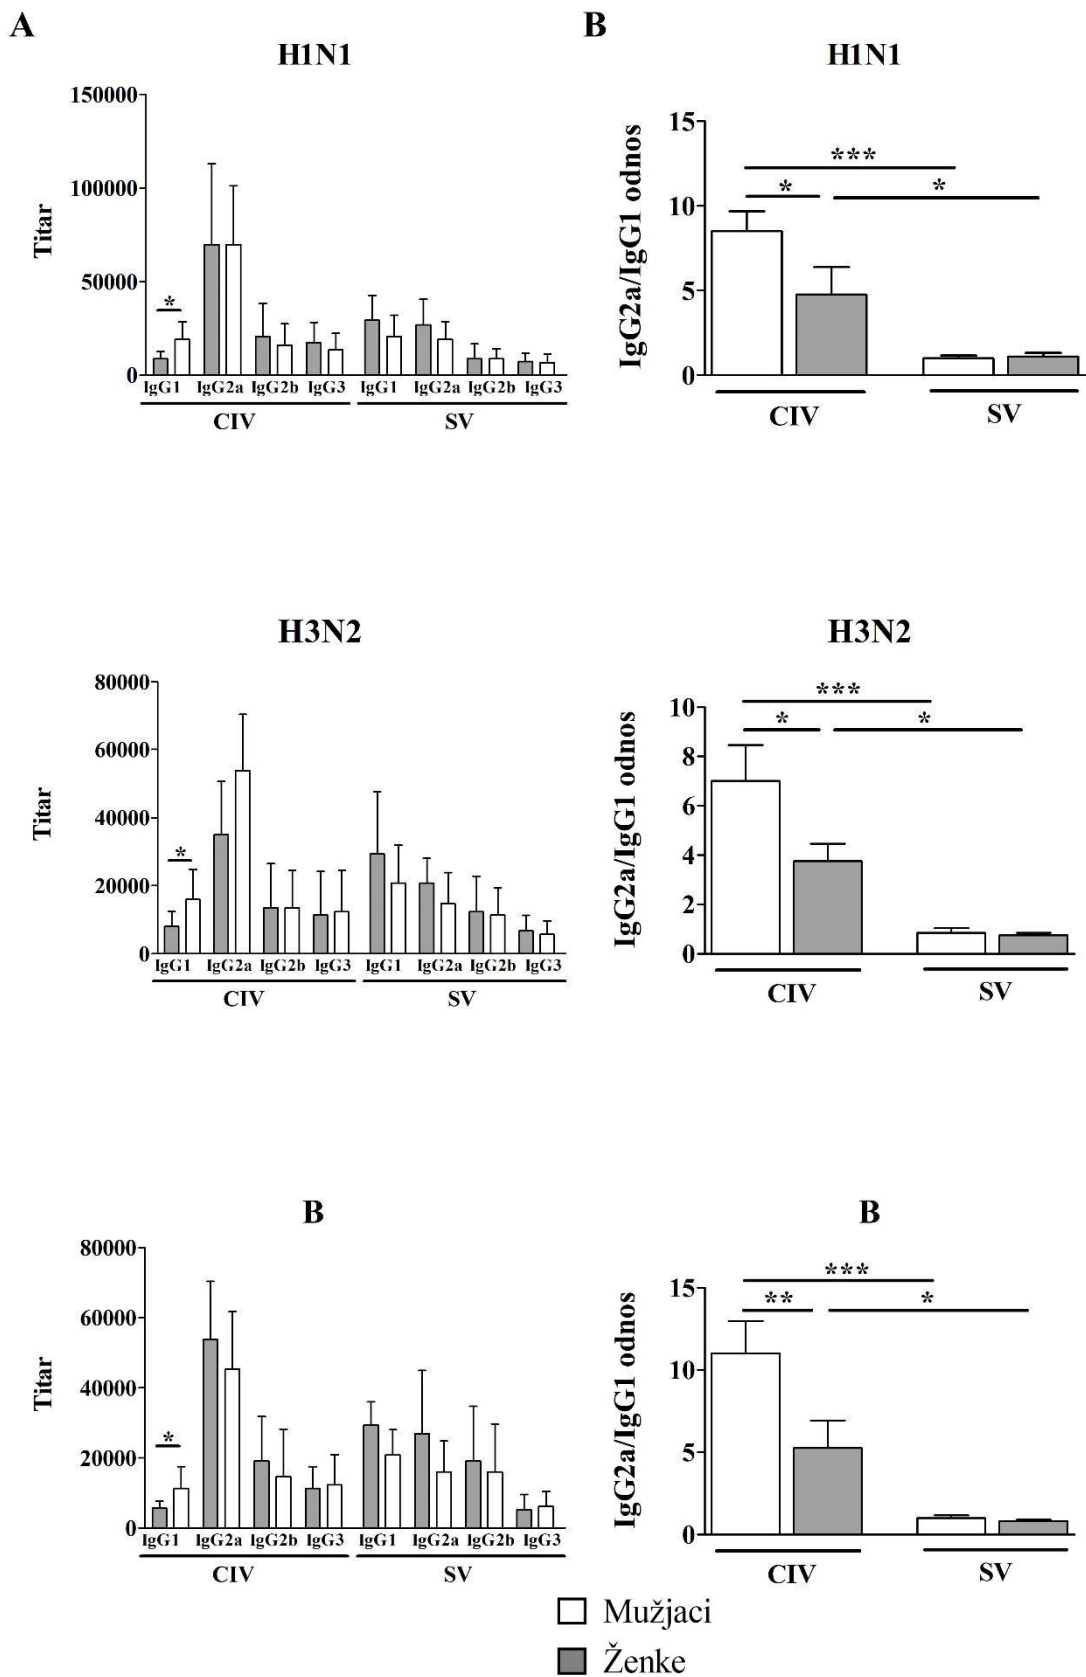 A
H1N1
Titar
150000
100000
50000
0
*
IgG1 IgG2a IgG2b IgG3 IgG1 IgG2a IgG2b IgG3
CIV SV
B
H1N1
IgG2a/IgG1 odnos
15
10
5
0
***
* *
CIV SV
H3N2
Titar
80000
60000
40000
20000
0
*
IgG1 IgG2a IgG2b IgG3 IgG1 IgG2a IgG2b IgG3
CIV SV
H3N2
IgG2a/IgG1 odnos
10
8
6
4
2
0
***
* *
CIV SV
B
Titar
80000
60000
40000
20000
0
*
IgG1 IgG2a IgG2b IgG3 IgG1 IgG2a IgG2b IgG3
CIV SV
B
IgG2a/IgG1 odnos
15
10
5
0
***
** *
CIV SV
Mužjaci
Ženke